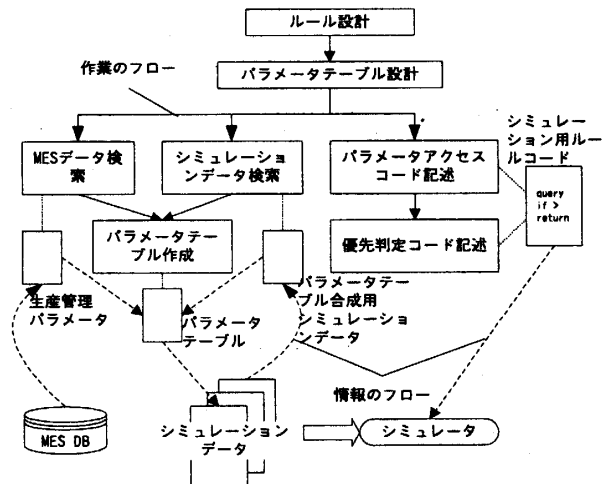 ルール設計
作業のフロー
パラメータテーブル設計
シミュレー
ション用ルー
ルコード
MESデータ検
索
シミュレーショ
ンデータ検索
パラメータアクセス
コード記述
query
if >
return
パラメータテー
ブル作成
優先判定コード記述
生産管理
パラメータ
パラメータ
テーブル
パラメータテー
ブル合成用
シミュレーショ
ンデータ
情報のフロー
MES DB
シミュレーション
データ
シミュレータ